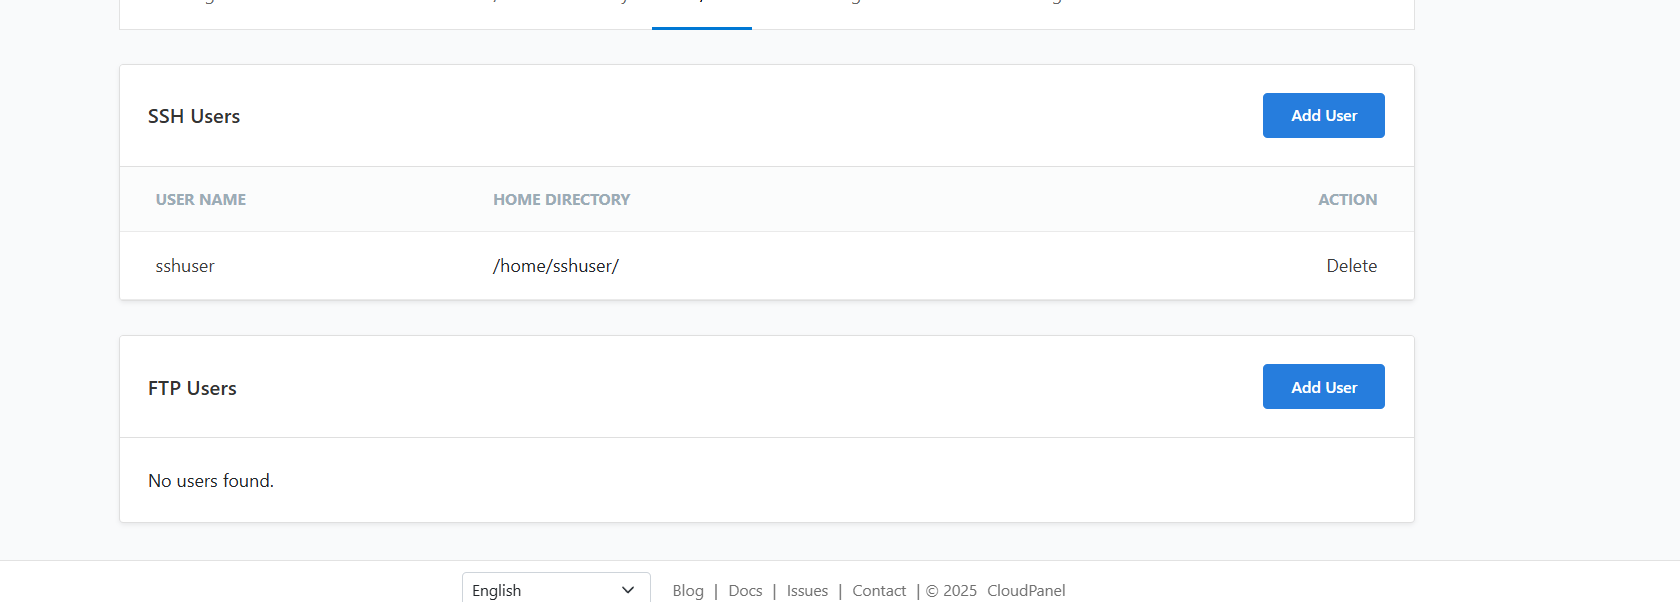 SSH Users
Add User
USER NAME HOME DIRECTORY ACTION
sshuser /home/sshuser/ Delete
FTP Users
Add User
No users found.
English Blog | Docs | Issues | Contact | © 2025 CloudPanel